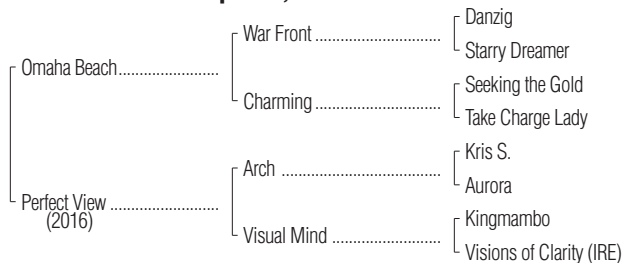 Danzig
War Front
Starry Dreamer
Omaha Beach
Seeking the Gold
Charming
Take Charge Lady
Kris S.
Arch
Aurora
Perfect View
(2016)
Kingmambo
Visual Mind
Visions of Clarity (IRE)